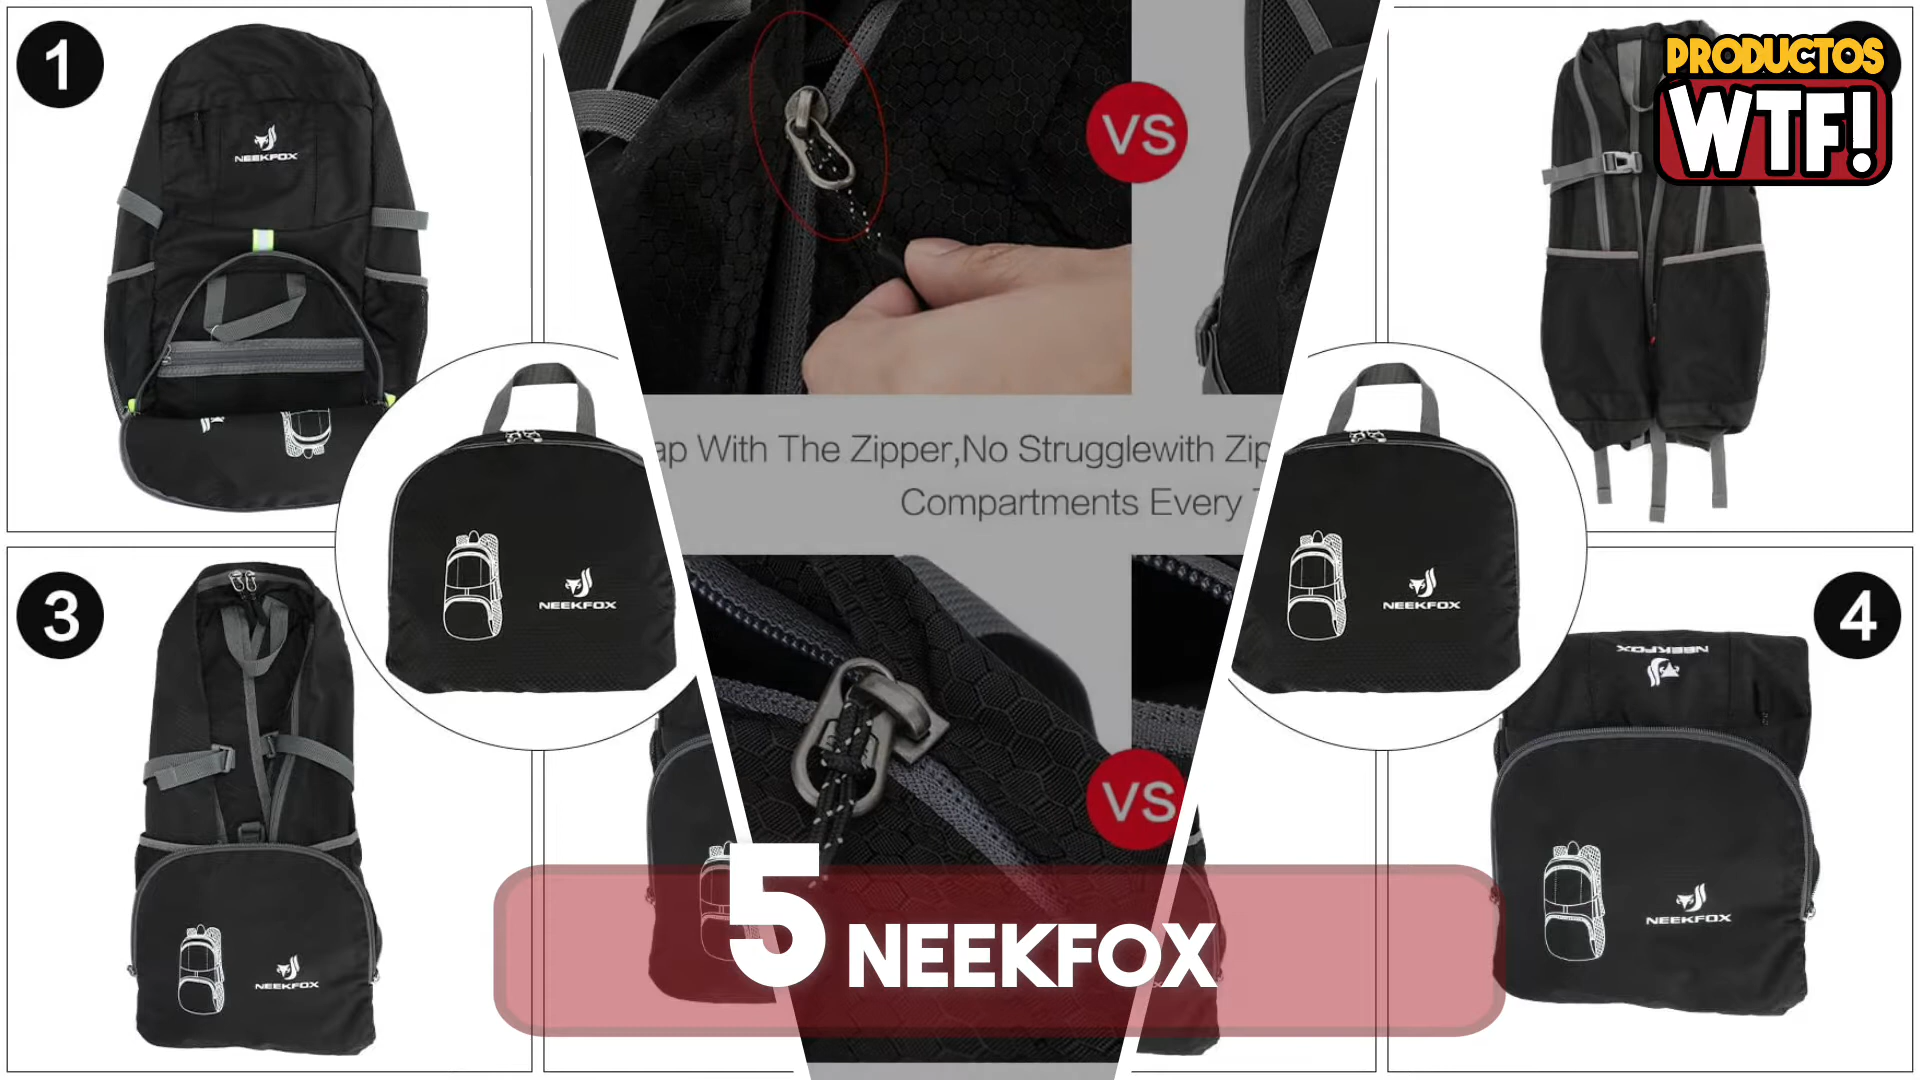 1
NEEKFOX
VS
PRODUCTOS
WTF!
ap With The Zipper,No Strugglewith Zip
Compartments Every
NEEKFOX
NEEKFOX
3
4
NEEKFOX
VS
NEEKFOX
NEEKFOX
5 NEEKFOX